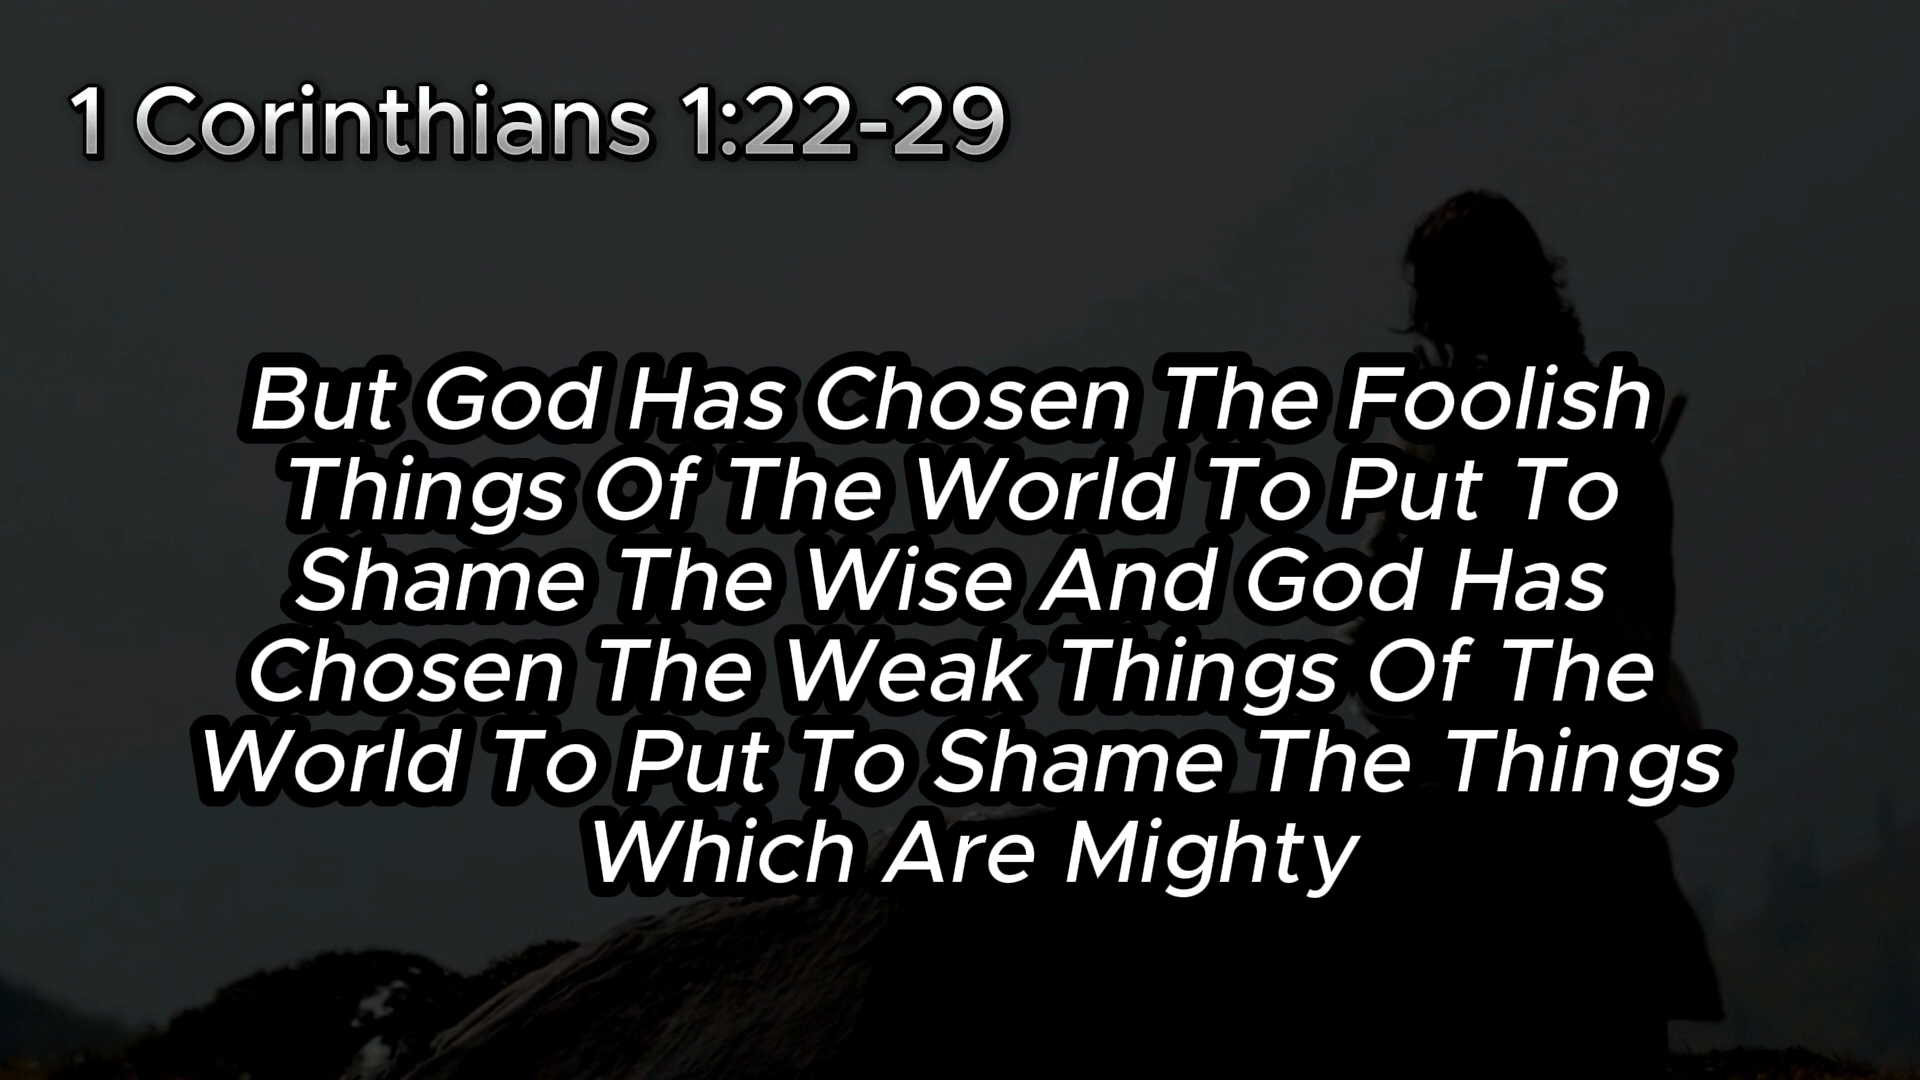 1 Corinthians 1:22-29
But God Has Chosen The Foolish
Things Of The World To Put To
Shame The Wise And God Has
Chosen The Weak Things Of The
World To Put To Shame The Things
Which Are Mighty